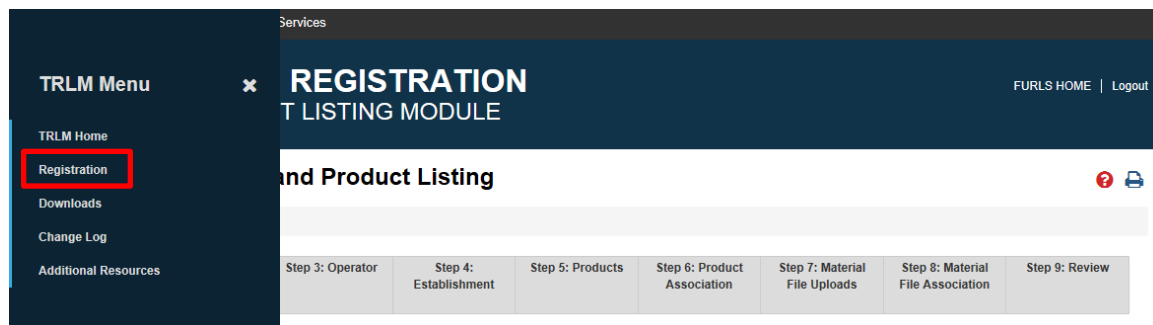 Services
TRLM Menu ✖
REGISTRATION
T LISTING MODULE
FURLS HOME | Logout
TRLM Home
Registration
Downloads
Change Log
Additional Resources
and Product Listing
?
Step 3: Operator
Step 4:
Establishment
Step 5: Products
Step 6: Product
Association
Step 7: Material
File Uploads
Step 8: Material
File Association
Step 9: Review